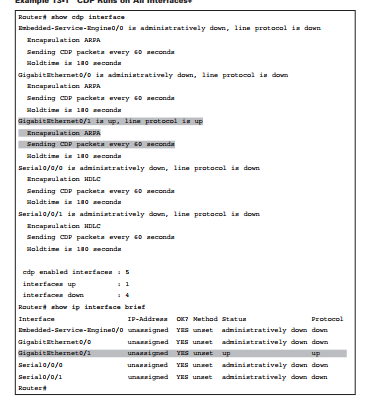 Example 13-1 CDP Runs on All Interfaces
Router# show cdp interface
Embedded-Service-Engine0/0 is administratively down, line protocol is down
Encapsulation ARPA
Sending CDP packets every 60 seconds
Holdtime is 180 seconds
GigabitEthernet0/0 is administratively down, line protocol is down
Encapsulation ARPA
Sending CDP packets every 60 seconds
Holdtime is 180 seconds
GigabitEthernet0/1 is up, line protocol is up
Encapsulation ARPA
Sending CDP packets every 60 seconds
Holdtime is 180 seconds
Serial0/0/0 is administratively down, line protocol is down
Encapsulation HDLC
Sending CDP packets every 60 seconds
Holdtime is 180 seconds
Serial0/0/1 is administratively down, line protocol is down
Encapsulation HDLC
Sending CDP packets every 60 seconds
Holdtime is 180 seconds
cdp enabled interfaces : 5
interfaces up : 1
interfaces down : 4
Router# show ip interface brief
Interface IP-Address OK? Method Status Protocol
Embedded-Service-Engine0/0 unassigned YES unset administratively down down
GigabitEthernet0/0 unassigned YES unset administratively down down
GigabitEthernet0/1 unassigned YES unset up up
Serial0/0/0 unassigned YES unset administratively down down
Serial0/0/1 unassigned YES unset administratively down down
Router#